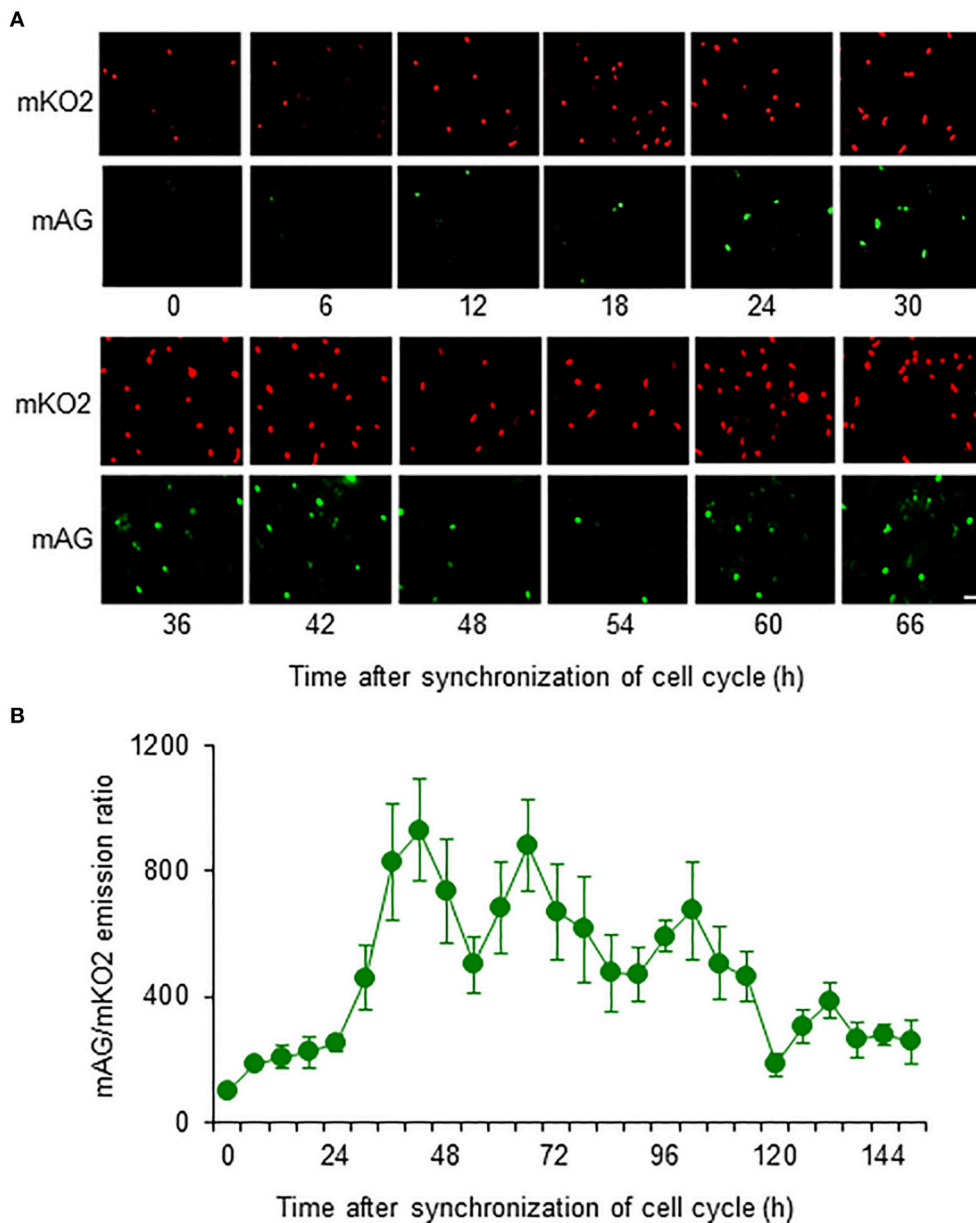 A
mKO2
mAG
0 6 12 18 24 30
mKO2
mAG
36 42 48 54 60 66
Time after synchronization of cell cycle (h)
B
mAG/mKO2 emission ratio
1200
800
400
0
0 24 48 72 96 120 144
Time after synchronization of cell cycle (h)